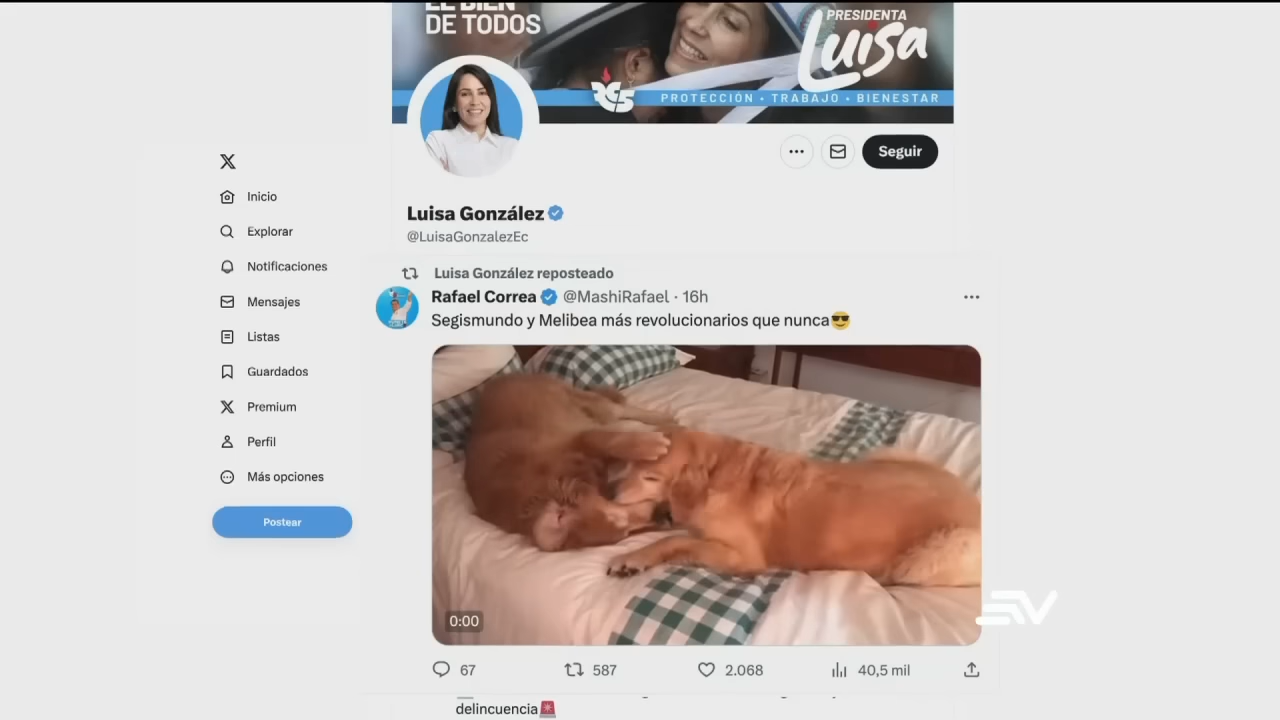 EL BIEN
DE TODOS
PRESIDENTA
Luisa
RC5
PROTECCIÓN • TRABAJO • BIENESTAR
Seguir
X
Inicio
Explorar
Notificaciones
Mensajes
Listas
Guardados
Premium
Perfil
Más opciones
Postear
Luisa González
@LuisaGonzalezEc
Luisa González reposteado
Rafael Correa @MashiRafael · 16h
Segismundo y Melibea más revolucionarios que nunca😎
0:00
67 587 2.068 40,5 mil
delincuencia🚨